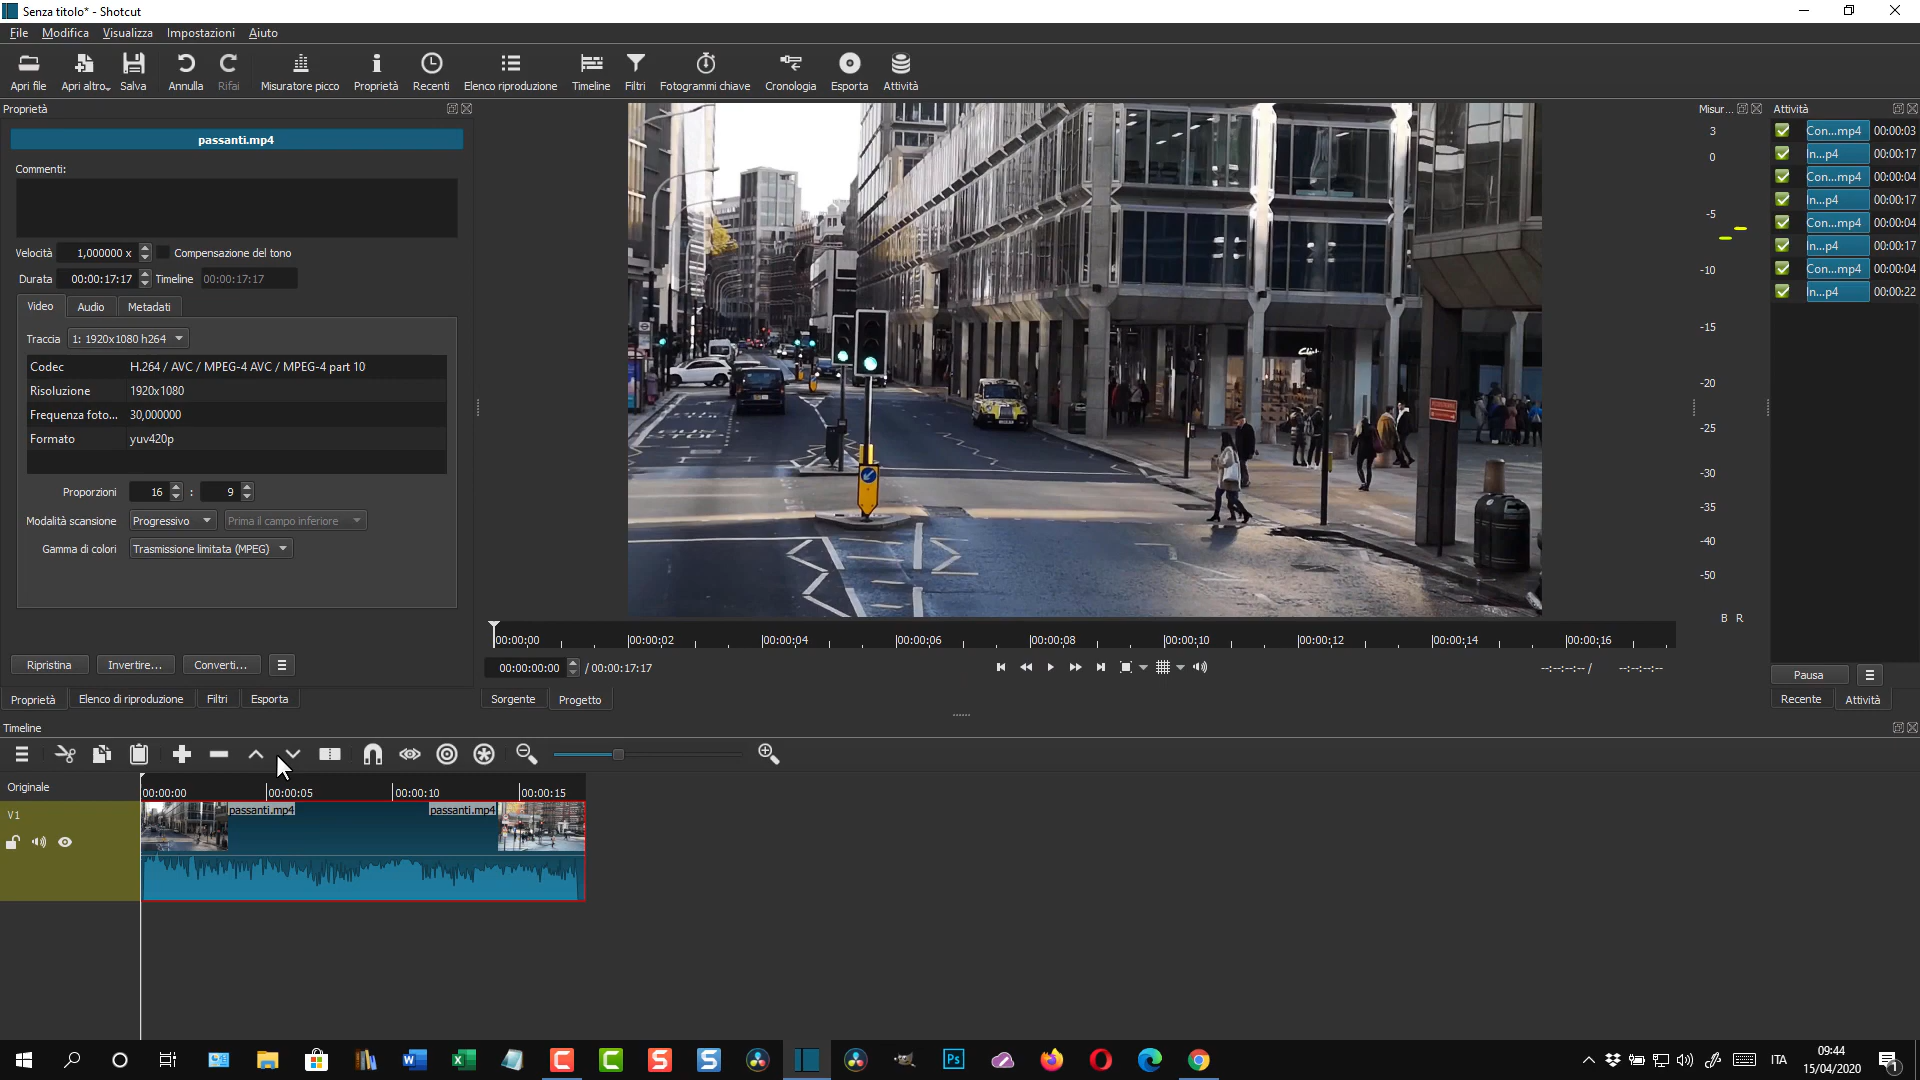 Senza titolo* - Shotcut
File Modifica Visualizza Impostazioni Aiuto
Apri file Apri altro. Salva Annulla Rifai Misuratore picco Proprietà Recenti Elenco riproduzione Timeline Filtri Fotogrammi chiave Cronologia Esporta Attività
Proprietà
passanti.mp4
Commenti:
Velocità 1,000000 x Compensazione del tono
Durata 00:00:17:17 Timeline 00:00:17:17
Video Audio Metadati
Traccia 1: 1920x1080 h264
Codec H.264 / AVC / MPEG-4 AVC / MPEG-4 part 10
Risoluzione 1920x1080
Frequenza foto... 30,000000
Formato yuv420p
Proporzioni 16 : 9
Modalità scansione Progressivo Prima il campo inferiore
Gamma di colori Trasmissione limitata (MPEG)
Ripristina Invertire... Converti...
Proprietà Elenco di riproduzione Filtri Esporta
BUS
STOP
00:00:00 00:00:02 00:00:04 00:00:06 00:00:08 00:00:10 00:00:12 00:00:14 00:00:16
00:00:00:00 / 00:00:17:17 --:--:--:-- / --:--:--:--
Sorgente Progetto
Misur...
3
0
-5
-10
-15
-20
-25
-30
-35
-40
-50
B R
Attività
Con...mp4 00:00:03
In...p4 00:00:17
Con...mp4 00:00:04
In...p4 00:00:17
Con...mp4 00:00:04
In...p4 00:00:17
Con...mp4 00:00:04
In...p4 00:00:22
Pausa
Recente Attività
Timeline
Originale
00:00:00 00:00:05 00:00:10 00:00:15
V1
passanti.mp4 passanti.mp4
ITA
09:44
15/04/2020
1